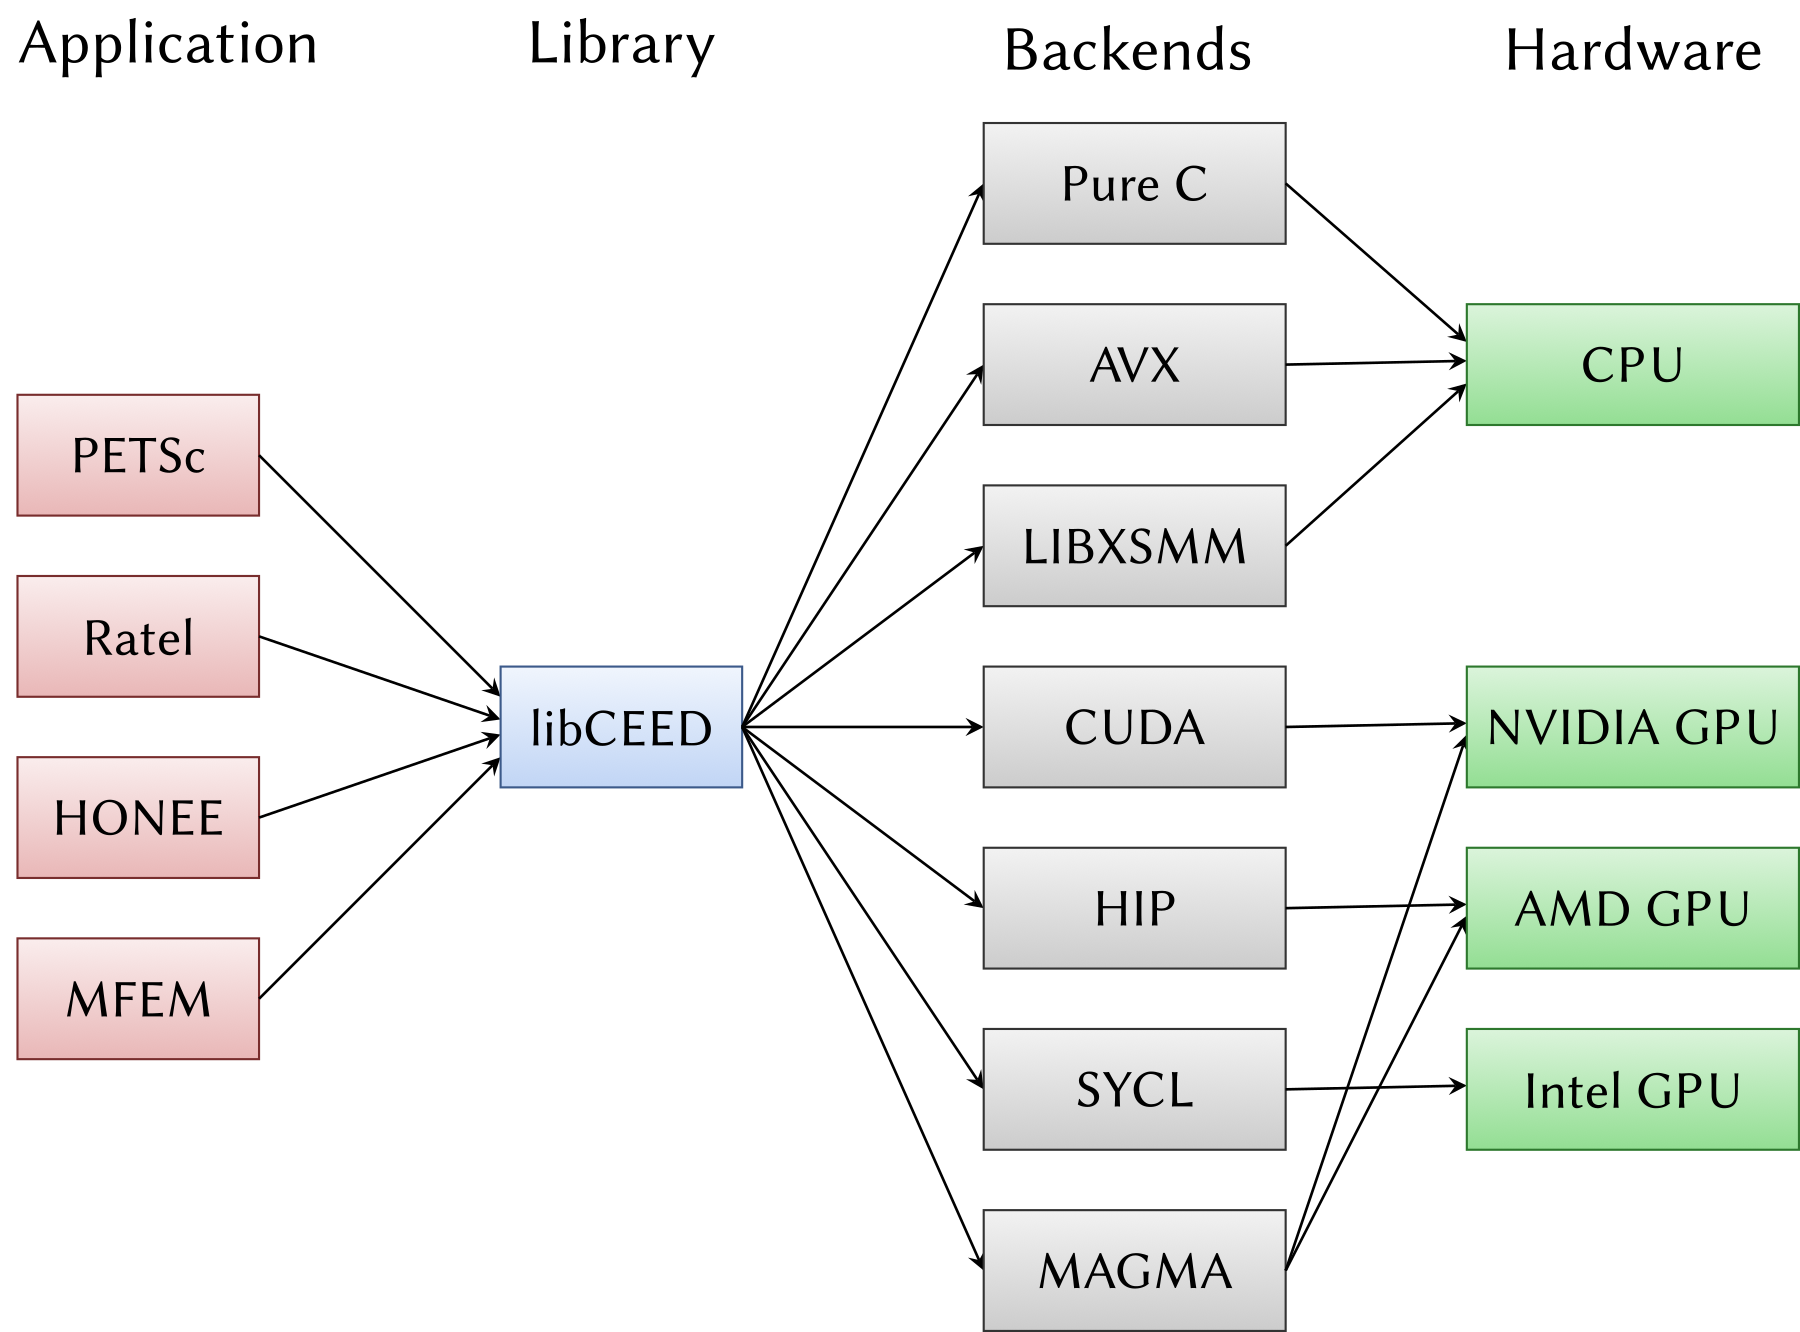 Application
Library
Backends
Hardware
PETSc
Ratel
HONEE
MFEM
libCEED
Pure C
AVX
LIBXSMM
CUDA
HIP
SYCL
MAGMA
CPU
NVIDIA GPU
AMD GPU
Intel GPU